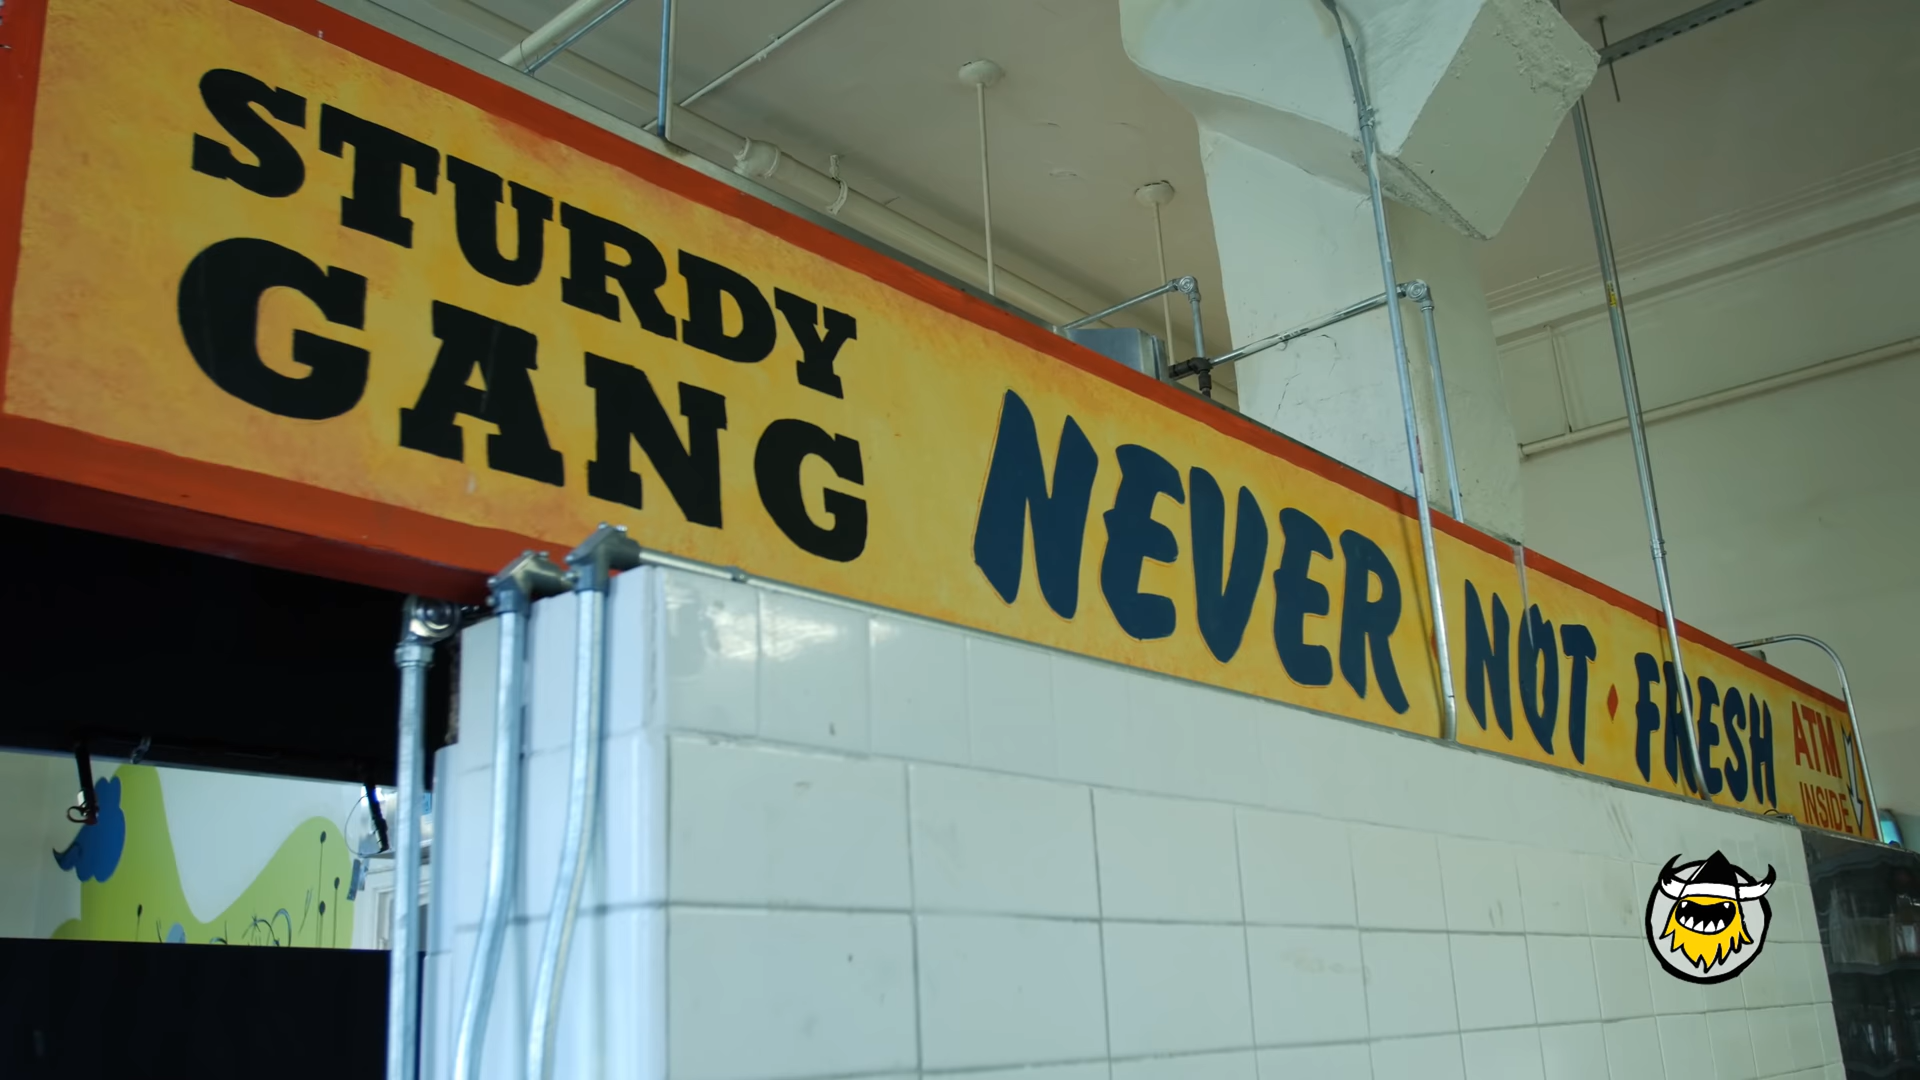 STURDY
GANG
NEVER NOT • FRESH
ATM
INSIDE